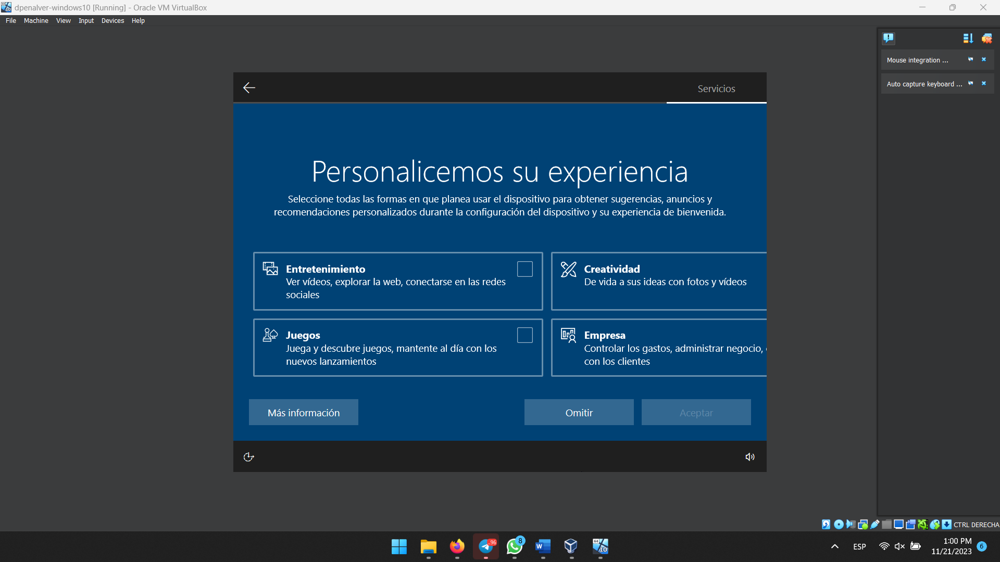 dpenalver-windows10 [Running] - Oracle VM VirtualBox
File Machine View Input Devices Help
Mouse integration ...
Auto capture keyboard ...
Servicios
Personalicemos su experiencia
Seleccione todas las formas en que planea usar el dispositivo para obtener sugerencias, anuncios y
recomendaciones personalizados durante la configuración del dispositivo y su experiencia de bienvenida.
Entretenimiento
Ver vídeos, explorar la web, conectarse en las redes
sociales
Creatividad
De vida a sus ideas con fotos y vídeos
Juegos
Juega y descubre juegos, mantente al día con los
nuevos lanzamientos
Empresa
Controlar los gastos, administrar negocio,
con los clientes
Más información
Omitir
Aceptar
CTRL DERECHA
..96
8
W
64
10
ESP
1:00 PM
11/21/2023
6